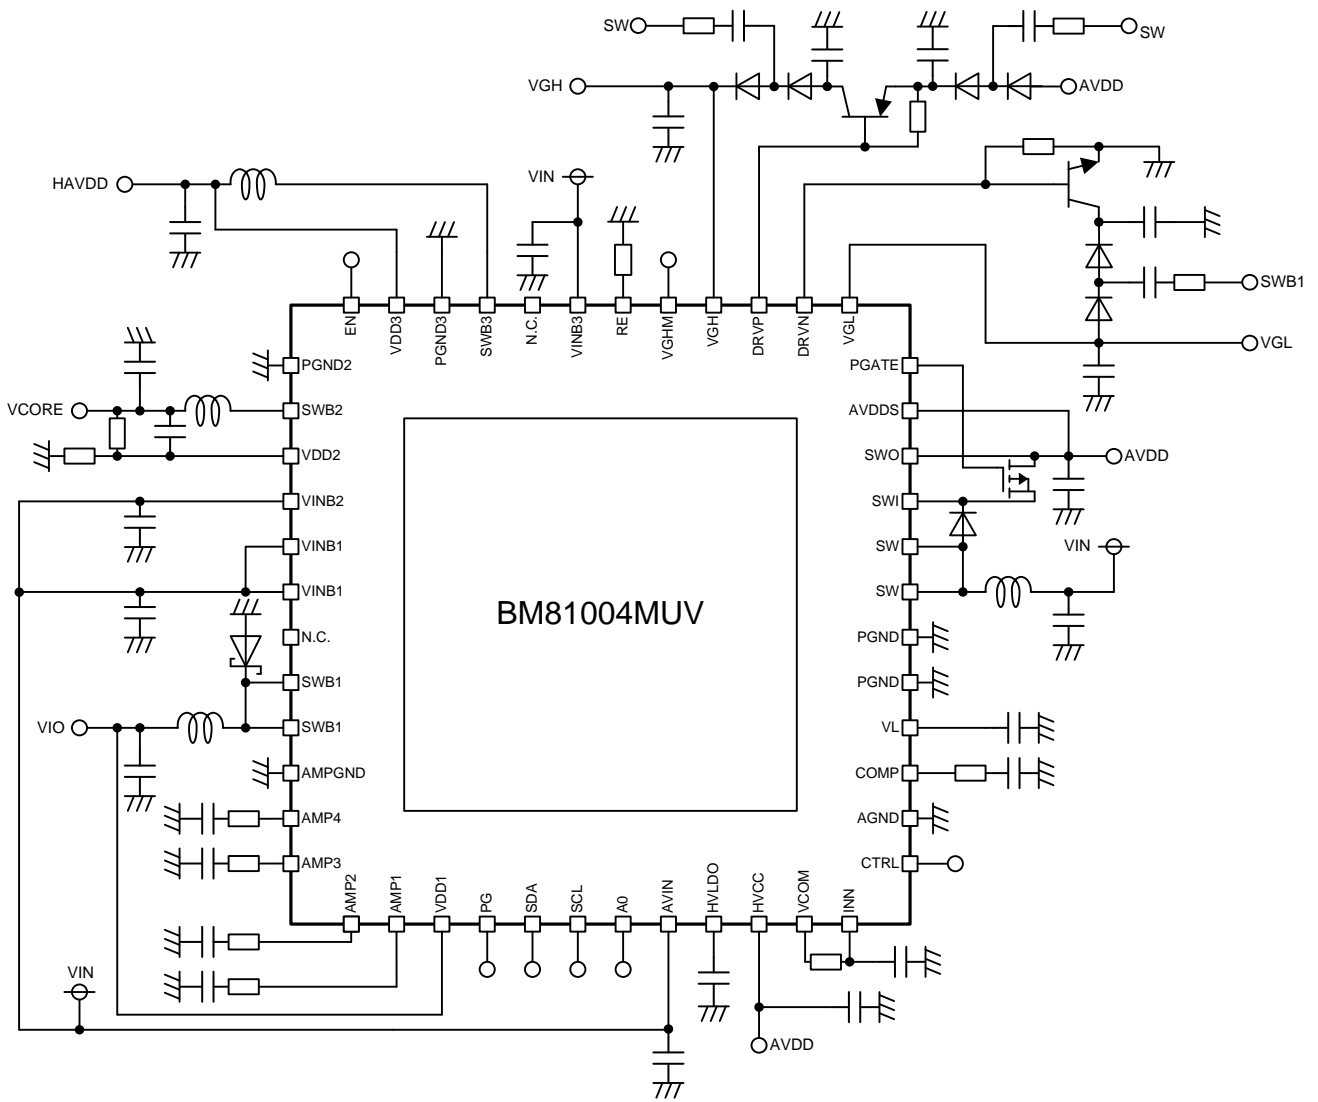 SW
SW
VGH
AVDD
HAVDD
VIN
SWB1
VGL
EN
VDD3
PGND3
SWB3
N.C.
VINB3
RE
VGHM
VGH
DRVP
DRVN
VGL
PGND2
PGATE
VCORE
SWB2
AVDDS
VDD2
SWO
AVDD
VINB2
SWI
VINB1
SW
VIN
VINB1
SW
BM81004MUV
N.C.
PGND
SWB1
PGND
VIO
SWB1
VL
AMPGND
COMP
AMP4
AGND
AMP3
CTRL
AMP2
AMP1
VDD1
PG
SDA
SCL
A0
AVIN
HVLDO
HVCC
VCOM
INN
VIN
AVDD